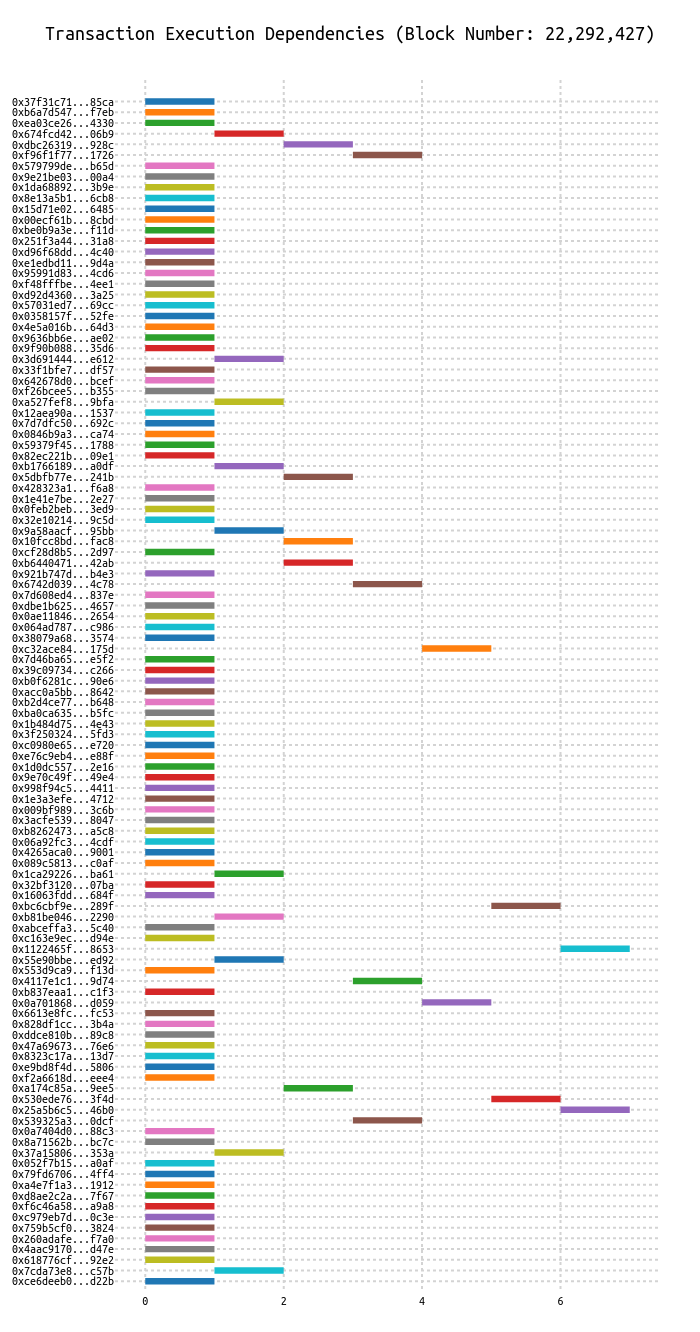 Transaction Execution Dependencies (Block Number: 22,292,427)
0x37f31c71...85ca
0xb6a7d547...f7eb
0xea03ce26...4330
0x674fcd42...06b9
0xdbc26319...928c
0xf96f1f77...1726
0x579799de...b65d
0x9e21be03...00a4
0x1da68892...3b9e
0x8e13a5b1...6cb8
0x15d71e02...6485
0x00ecf61b...8cbd
0xbe0b9a3e...f11d
0x251f3a44...31a8
0xd96f68dd...4c40
0xe1edbd11...9d4a
0x95991d83...4cd6
0xf48fffbe...4ee1
0xd92d4360...3a25
0x57031ed7...69cc
0x0358157f...52fe
0x4e5a016b...64d3
0x9636bb6e...ae02
0x9f90b088...35d6
0x3d691444...e612
0x33f1bfe7...df57
0x642678d0...bcef
0xf26bcee5...b355
0xa527fef8...9bfa
0x12aea90a...1537
0x7d7dfc50...692c
0x0846b9a3...ca74
0x59379f45...1788
0x82ec221b...09e1
0xb1766189...a0df
0x5dbfb77e...241b
0x428323a1...f6a8
0x1e41e7be...2e27
0x0feb2beb...3ed9
0x32e10214...9c5d
0x9a58aacf...95bb
0x10fcc8bd...fac8
0xcf28d8b5...2d97
0xb6440471...42ab
0x921b747d...b4e3
0x6742d039...4c78
0x7d608ed4...837e
0xdbe1b625...4657
0x0ae11846...2654
0x064ad787...c986
0x38079a68...3574
0xc32ace84...175d
0x7d46ba65...e5f2
0x39c09734...c266
0xb0f6281c...90e6
0xacc0a5bb...8642
0xb2d4ce77...b648
0xba0ca635...b5fc
0x1b484d75...4e43
0x3f250324...5fd3
0xc0980e65...e720
0xe76c9eb4...e88f
0x1d0dc557...2e16
0x9e70c49f...49e4
0x998f94c5...4411
0x1e3a3efe...4712
0x009bf989...3c6b
0x3acfe539...8047
0xb8262473...a5c8
0x06a92fc3...4cdf
0x4265aca0...9001
0x089c5813...c0af
0x1ca29226...ba61
0x32bf3120...07ba
0x16063fdd...684f
0xbc6cbf9e...289f
0xb81be046...2290
0xabceffa3...5c40
0xc163e9ec...d94e
0x1122465f...8653
0x55e90bbe...ed92
0x553d9ca9...f13d
0x4117e1c1...9d74
0xb837eaa1...c1f3
0x0a701868...d059
0x6613e8fc...fc53
0x828df1cc...3b4a
0xddce810b...89c8
0x47a69673...76e6
0x8323c17a...13d7
0xe9bd8f4d...5806
0xf2a6618d...eee4
0xa174c85a...9ee5
0x530ede76...3f4d
0x25a5b6c5...46b0
0x539325a3...0dcf
0x0a7404d0...88c3
0x8a71562b...bc7c
0x37a15806...353a
0x052f7b15...a0af
0x79fd6706...4ff4
0xa4e7f1a3...1912
0xd8ae2c2a...7f67
0xf6c46a58...a9a8
0xc979eb7d...0c3e
0x759b5cf0...3824
0x260adafe...f7a0
0x4aac9170...d47e
0x618776cf...92e2
0x7cda73e8...c57b
0xce6deeb0...d22b
0 2 4 6